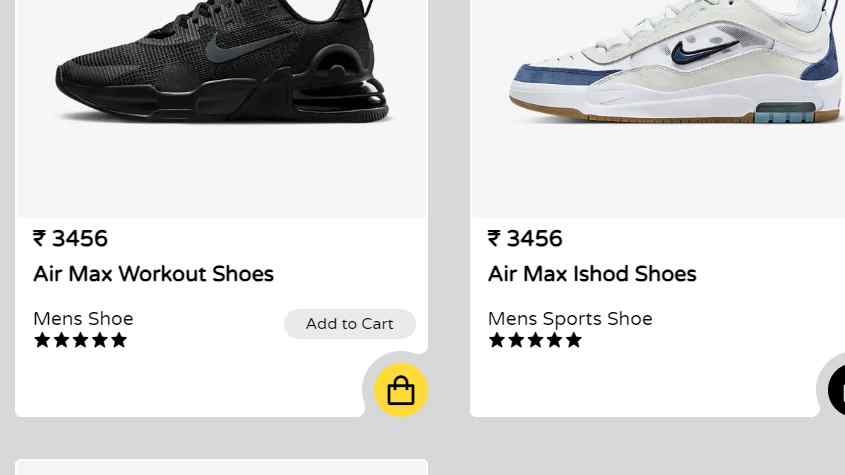 ₹ 3456
Air Max Workout Shoes
Mens Shoe
Add to Cart
₹ 3456
Air Max Ishod Shoes
Mens Sports Shoe